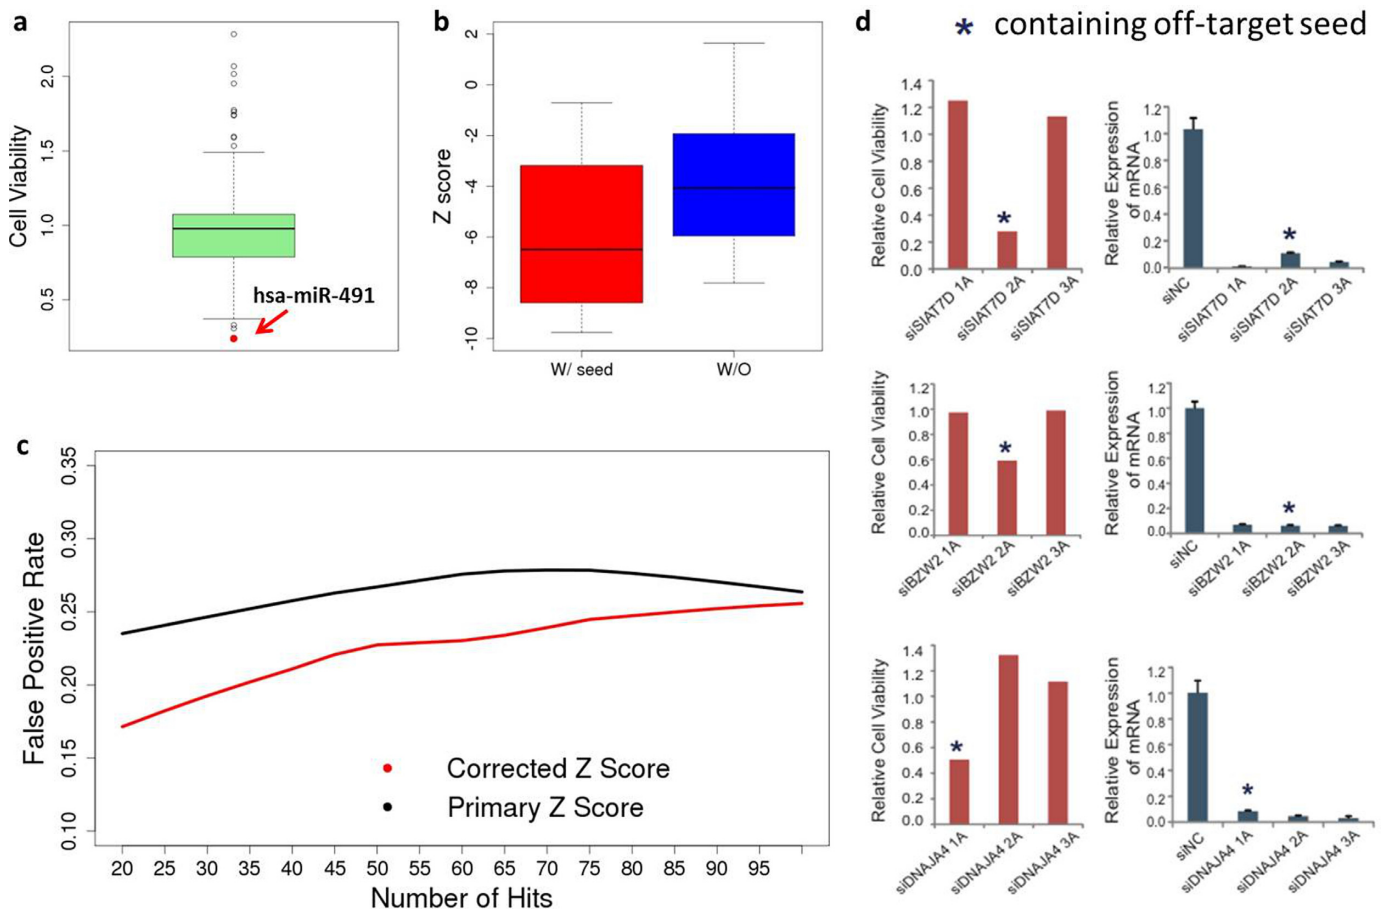 a
Cell Viability
2.0
1.5
1.0
0.5
hsa-miR-491
b
Z score
2
0
-2
-4
-6
-8
-10
W/ seed
W/O
c
False Positive Rate
0.35
0.30
0.25
0.20
0.15
0.10
Corrected Z Score
Primary Z Score
20 25 30 35 40 45 50 55 60 65 70 75 80 85 90 95
Number of Hits
d
* containing off-target seed
Relative Cell Viability
1.4
1.2
1.0
0.8
0.6
0.4
0.2
0.0
*
siSIAT7D 1A
siSIAT7D 2A
siSIAT7D 3A
Relative Expression
of mRNA
1.2
1.0
0.8
0.6
0.4
0.2
0.0
*
siNC
siSIAT7D 1A
siSIAT7D 2A
siSIAT7D 3A
Relative Cell Viability
1.2
1.0
0.8
0.6
0.4
0.2
0.0
*
siBZW2 1A
siBZW2 2A
siBZW2 3A
Relative Expression
of mRNA
1.2
1.0
0.8
0.6
0.4
0.2
0.0
*
siNC
siBZW2 1A
siBZW2 2A
siBZW2 3A
Relative Cell Viability
1.4
1.2
1.0
0.8
0.6
0.4
0.2
0.0
*
siDNAJA4 1A
siDNAJA4 2A
siDNAJA4 3A
Relative Expression
of mRNA
1.2
1.0
0.8
0.6
0.4
0.2
0.0
*
siNC
siDNAJA4 1A
siDNAJA4 2A
siDNAJA4 3A